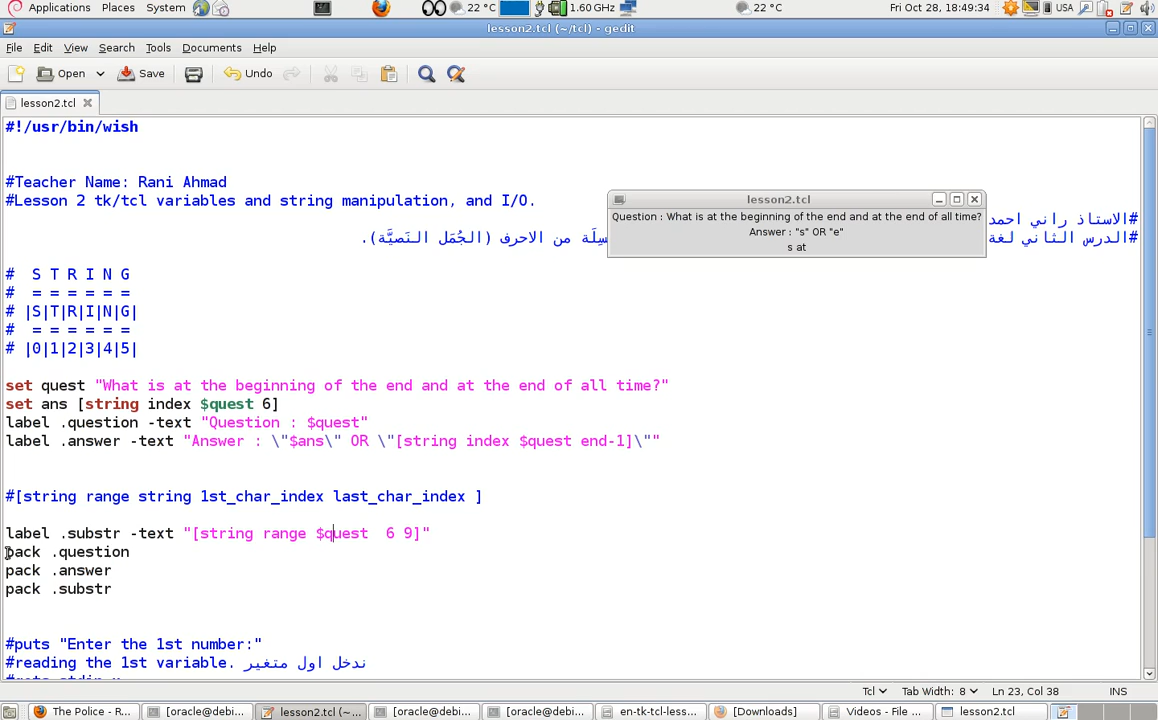 Applications Places System 22 °C 1.60 GHz 22 °C Fri Oct 28, 18:49:34 USA
lesson2.tcl (~/tcl) - gedit
File Edit View Search Tools Documents Help
Open Save Undo
lesson2.tcl
#!/usr/bin/wish
#Teacher Name: Rani Ahmad
#Lesson 2 tk/tcl variables and string manipulation, and I/O.
lesson2.tcl
Question : What is at the beginning of the end and at the end of all time?
Answer : "s" OR "e"
s at
#الاستاذ راني احمد
#الدرس الثاني لغة
من الاحرف (الجُمَل النَصيَّة).
# S T R I N G
# = = = = = =
# |S|T|R|I|N|G|
# = = = = = =
# |0|1|2|3|4|5|
set quest "What is at the beginning of the end and at the end of all time?"
set ans [string index $quest 6]
label .question -text "Question : $quest"
label .answer -text "Answer : \"$ans\" OR \"[string index $quest end-1]\""
#[string range string 1st_char_index last_char_index ]
label .substr -text "[string range $quest  6 9]"
pack .question
pack .answer
pack .substr
#puts "Enter the 1st number:"
#reading the 1st variable. ندخل اول متغير
Tcl Tab Width: 8 Ln 23, Col 38 INS
The Police - R... [oracle@debi... lesson2.tcl (~... [oracle@debi... [oracle@debi... en-tk-tcl-less... [Downloads] Videos - File ... lesson2.tcl